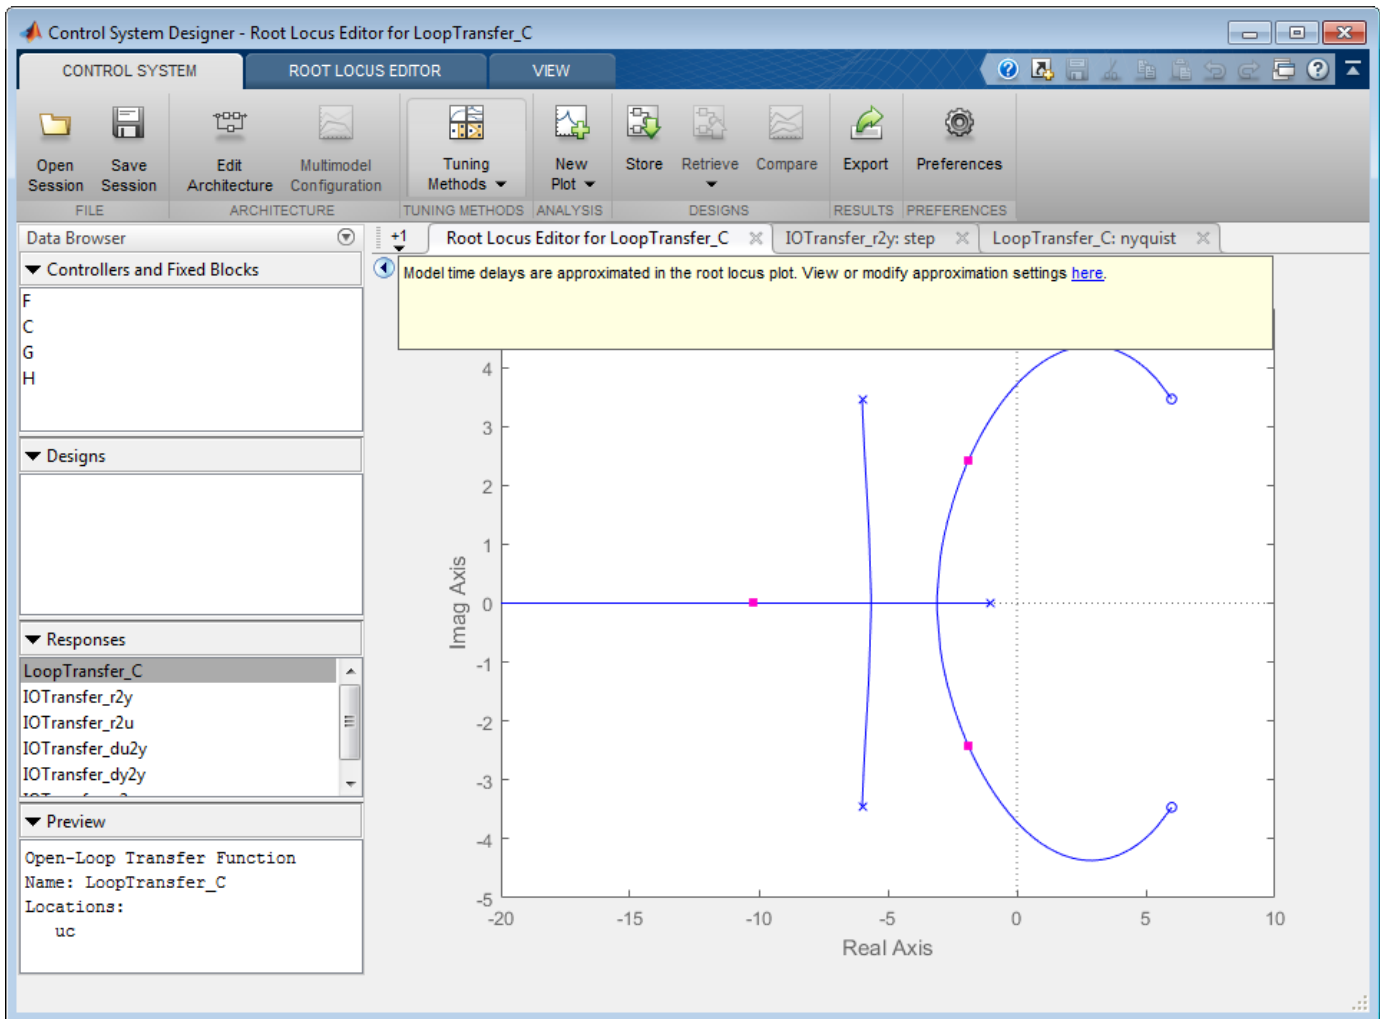 Control System Designer - Root Locus Editor for LoopTransfer_C
CONTROL SYSTEM
ROOT LOCUS EDITOR
VIEW
Open Session
Save Session
Edit Architecture
Multimodel Configuration
Tuning Methods
New Plot
Store
Retrieve
Compare
Export
Preferences
FILE
ARCHITECTURE
TUNING METHODS
ANALYSIS
DESIGNS
RESULTS
PREFERENCES
Data Browser
+1
Root Locus Editor for LoopTransfer_C
IOTransfer_r2y: step
LoopTransfer_C: nyquist
Controllers and Fixed Blocks
F
C
G
H
Designs
Responses
LoopTransfer_C
IOTransfer_r2y
IOTransfer_r2u
IOTransfer_du2y
IOTransfer_dy2y
Preview
Open-Loop Transfer Function
Name: LoopTransfer_C
Locations:
uc
Model time delays are approximated in the root locus plot. View or modify approximation settings here.
4
3
2
1
0
-1
-2
-3
-4
-5
Imag Axis
-20
-15
-10
-5
0
5
10
Real Axis